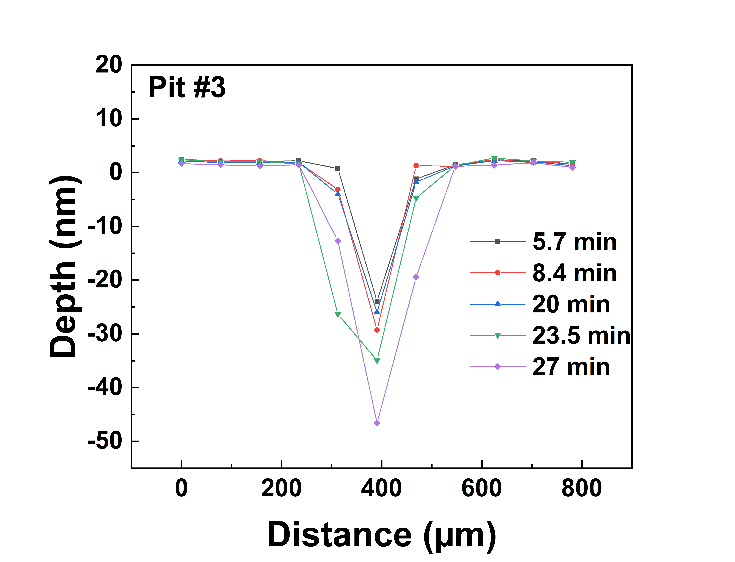 Pit #3
20
10
0
-10
-20
-30
-40
-50
Depth (nm)
5.7 min
8.4 min
20 min
23.5 min
27 min
0
200
400
600
800
Distance (μm)